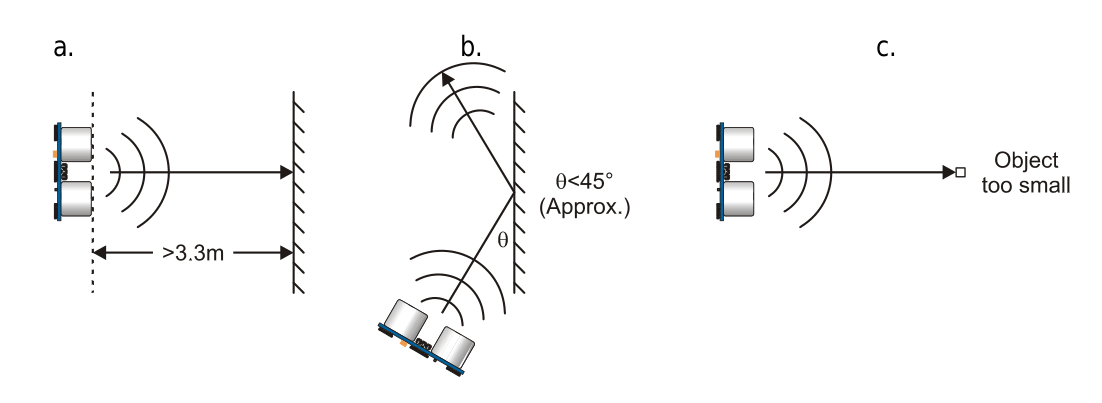 a.
b.
c.
>3.3m
θ<45°
(Approx.)
θ
Object
too small